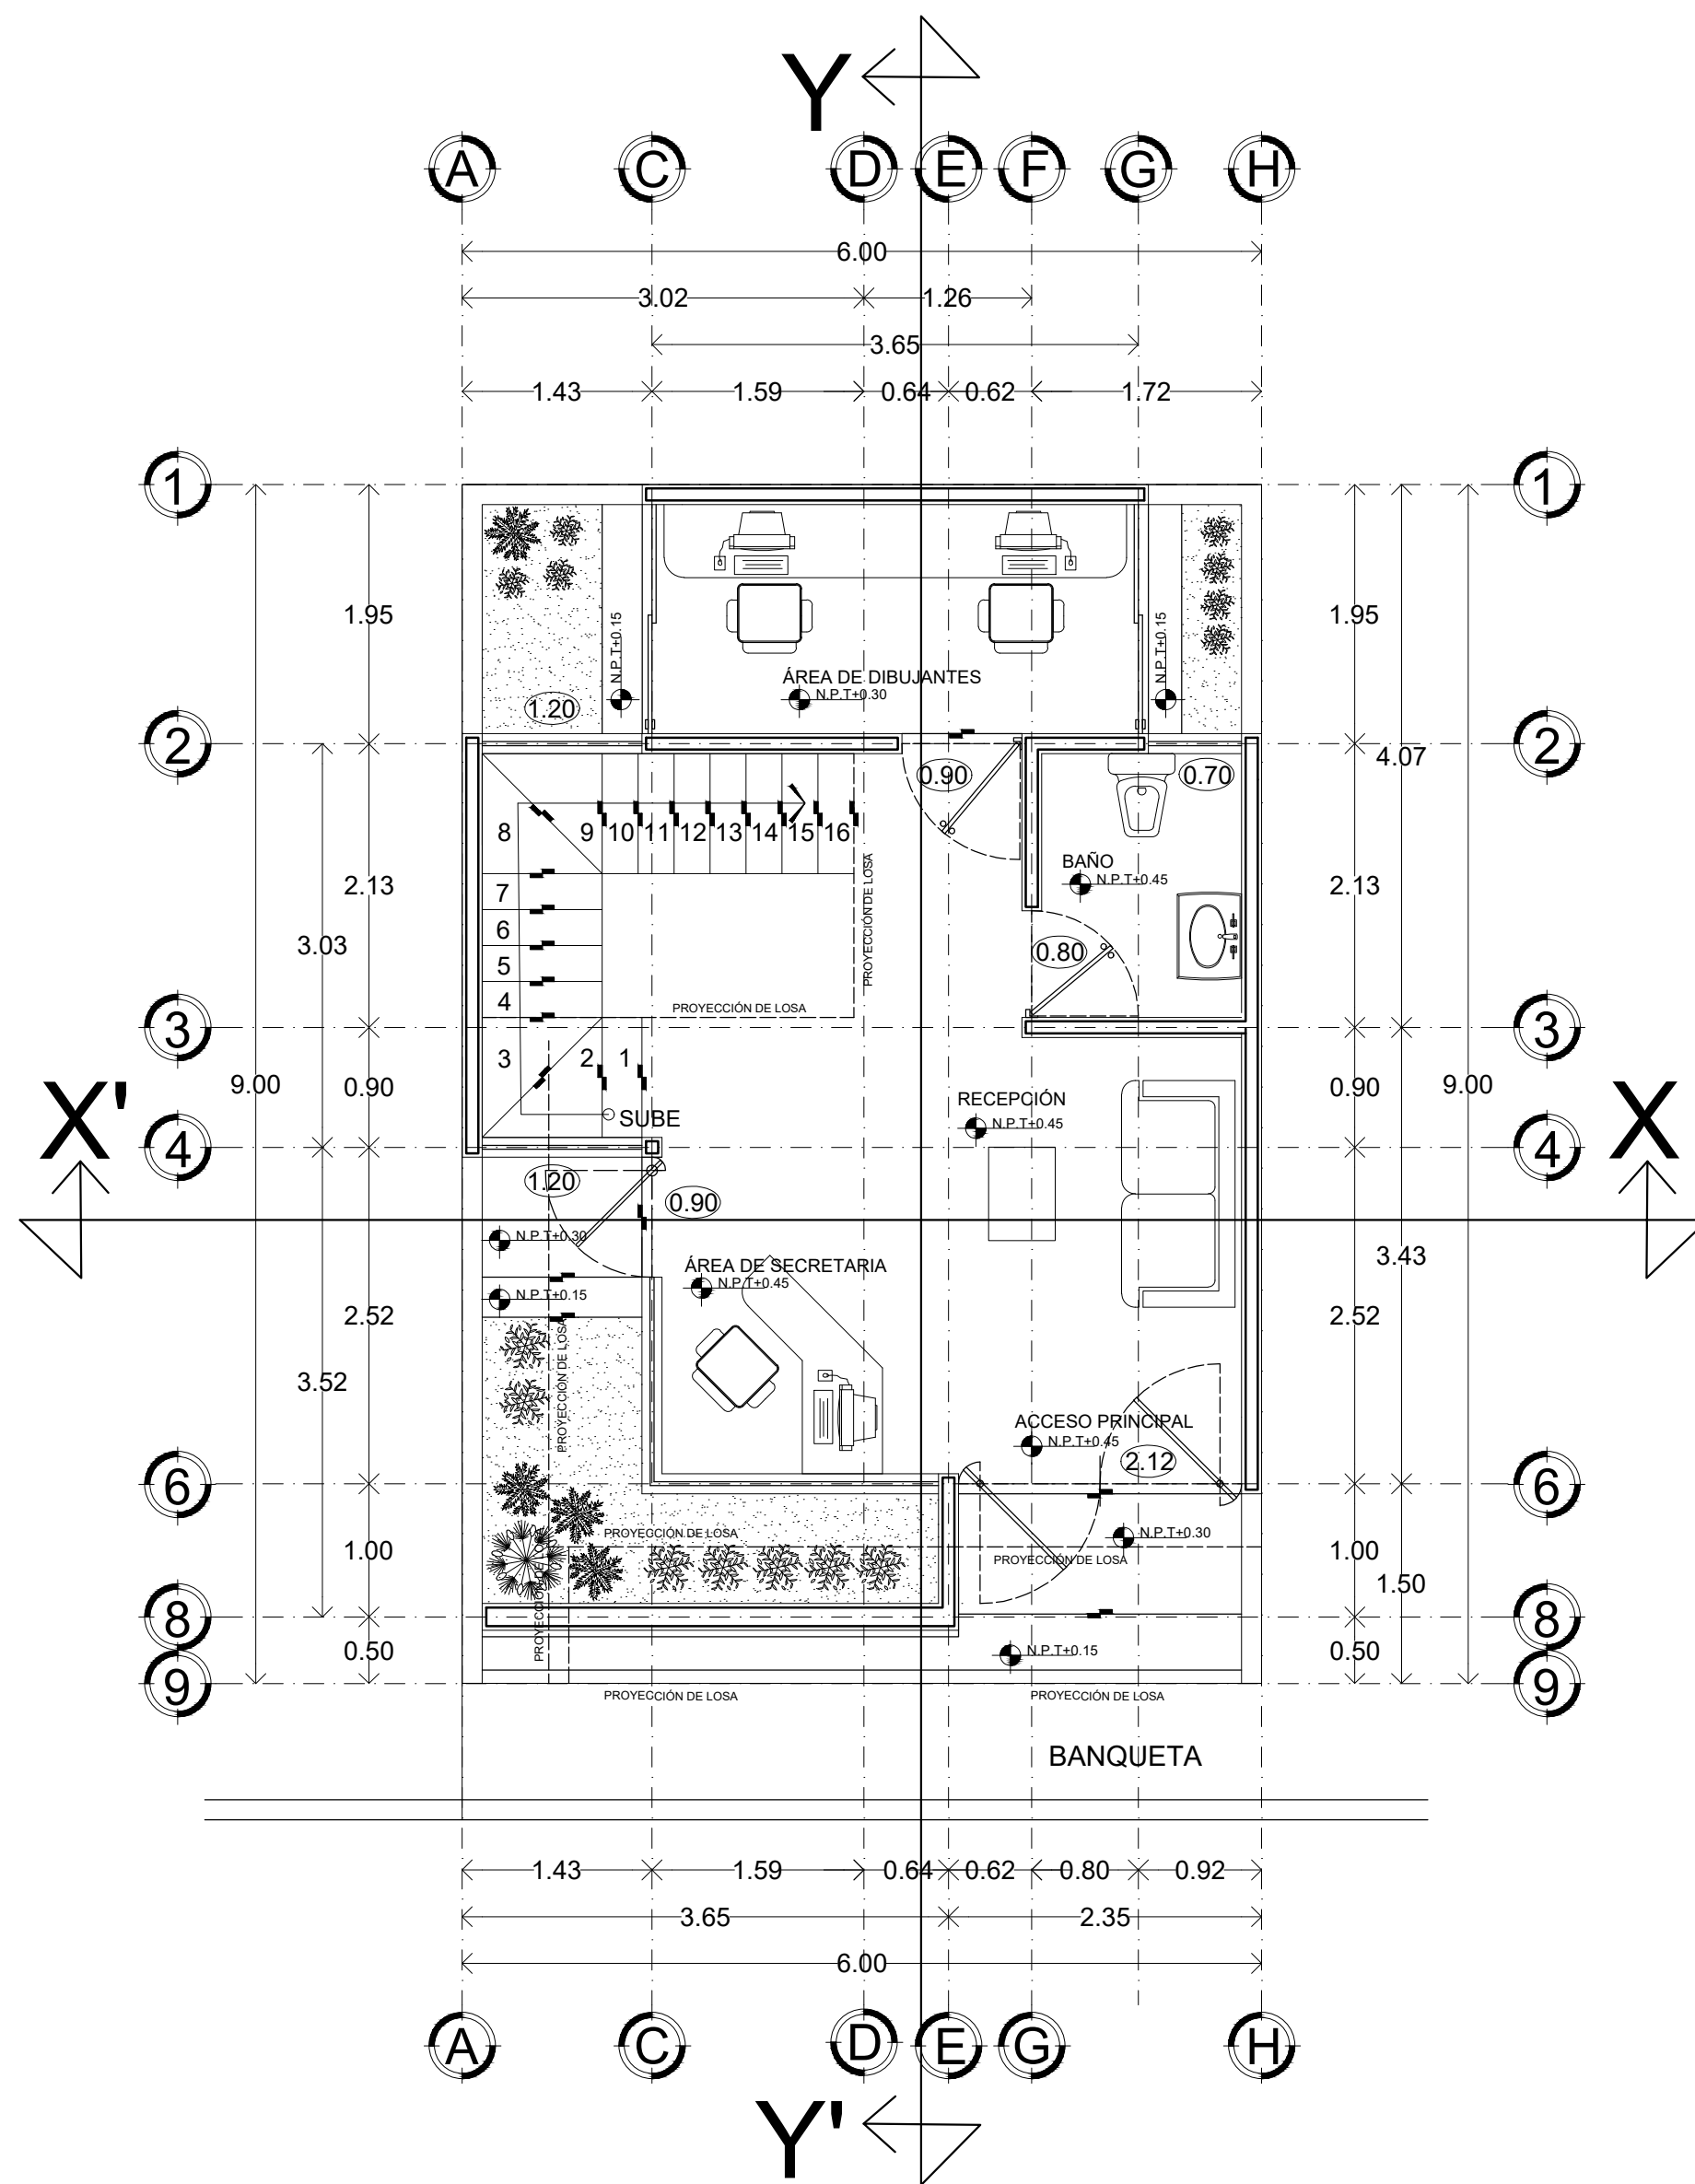 Y
A C D E F G H
6.00
3.02 1.26
3.65
1.43 1.59 0.64 0.62 1.72
1 1
1.95 N.P.T+0.15 N.P.T+0.15 1.95
ÁREA DE DIBUJANTES
N.P.T+0.30
1.20
2 2
4.07
0.90 0.70
8 9 10 11 12 13 14 15 16
BAÑO
N.P.T+0.45
2.13 7 2.13
PROYECCIÓN DE LOSA
6
3.03 0.80
5
4 PROYECCIÓN DE LOSA
3 3
3 2 1
9.00 0.90 0.90 9.00
RECEPCIÓN
N.P.T+0.45
SUBE
X' X
4 4
1.20 0.90
N.P.T+0.30
3.43
ÁREA DE SECRETARIA
N.P.T+0.45
N.P.T+0.15
2.52 2.52
PROYECCIÓN DE LOSA
3.52
ACCESO PRINCIPAL
N.P.T+0.45
2.12
6 6
PROYECCIÓN DE LOSA N.P.T+0.30
1.00 PROYECCIÓN DE LOSA 1.00
1.50
PROYECCIÓN DE LOSA
8 8
0.50 N.P.T+0.15 0.50
9 9
PROYECCIÓN DE LOSA PROYECCIÓN DE LOSA
BANQUETA
1.43 1.59 0.64 0.62 0.80 0.92
3.65 2.35
6.00
A C D E G H
Y'